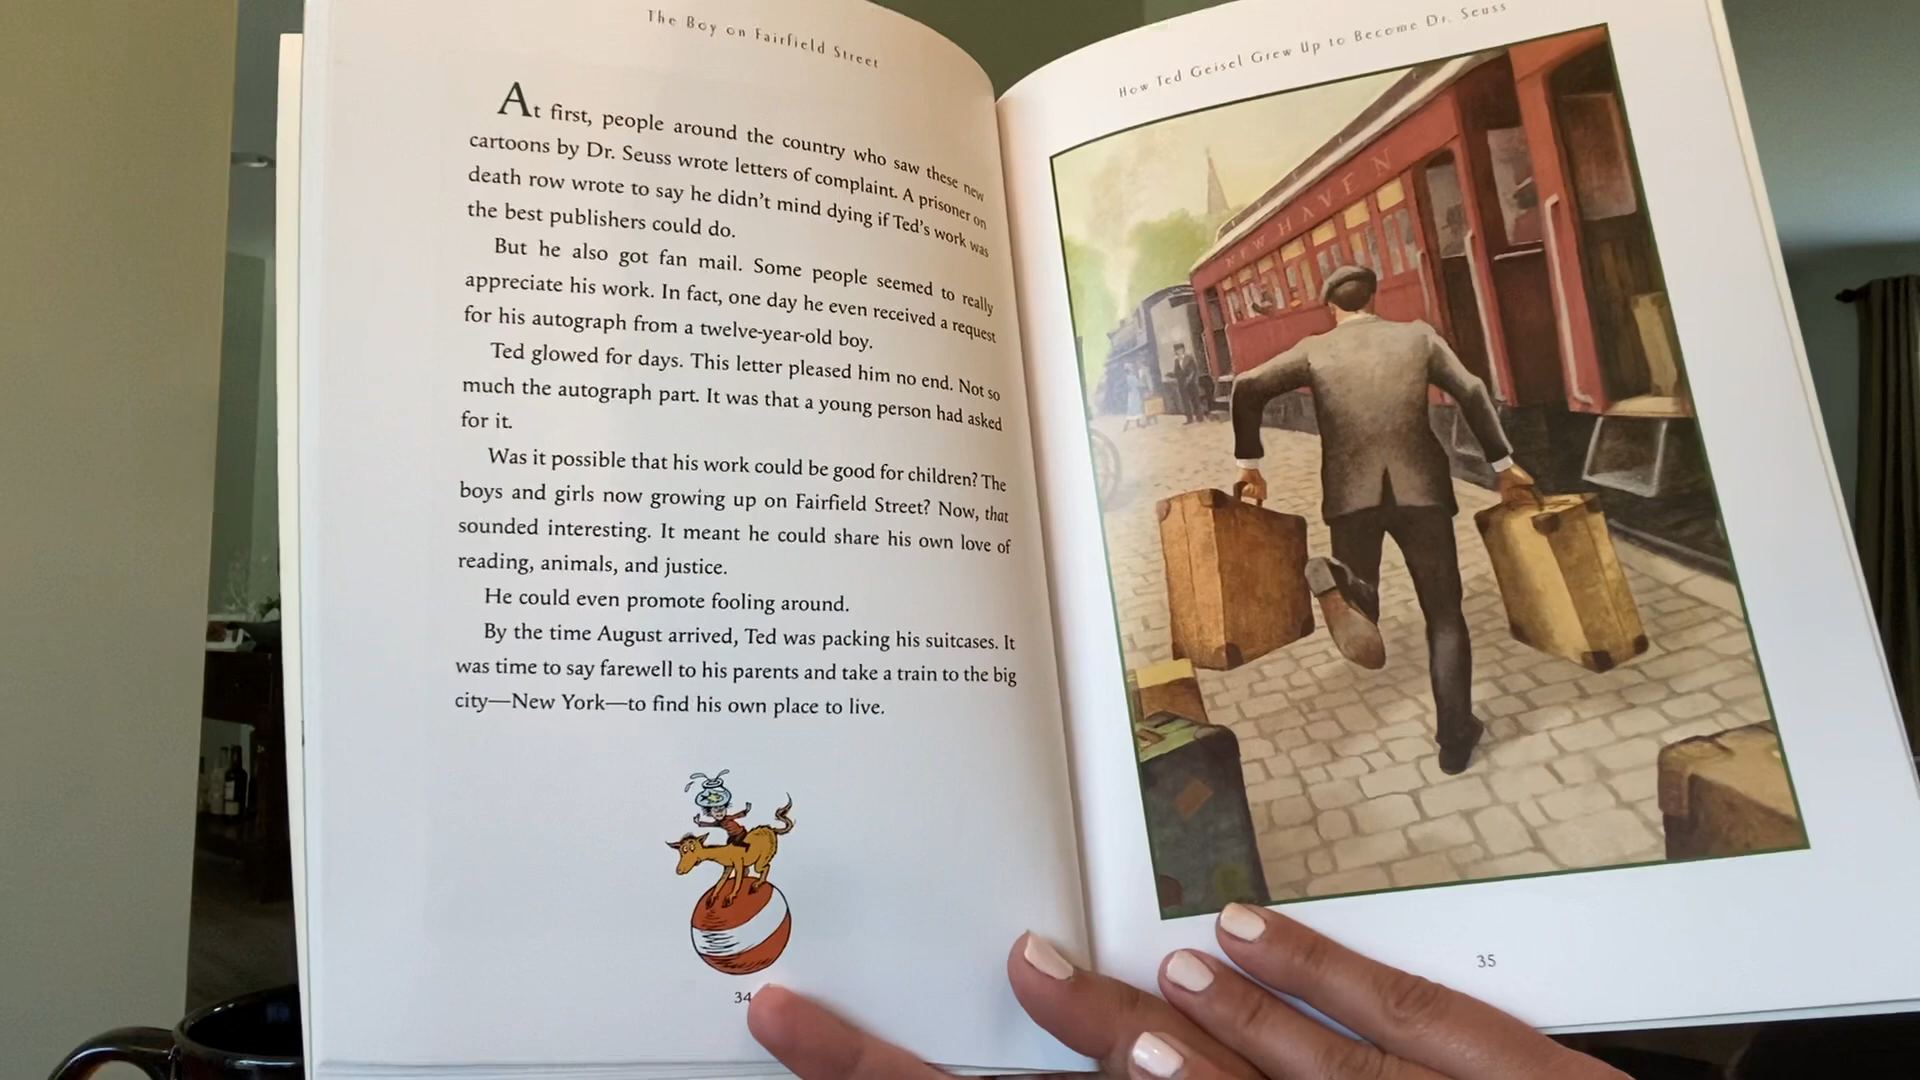 The Boy on Fairfield Street
At first, people around the country who saw these new
cartoons by Dr. Seuss wrote letters of complaint. A prisoner on
death row wrote to say he didn't mind dying if Ted's work was
the best publishers could do.
But he also got fan mail. Some people seemed to really
appreciate his work. In fact, one day he even received a request
for his autograph from a twelve-year-old boy.
Ted glowed for days. This letter pleased him no end. Not so
much the autograph part. It was that a young person had asked
for it.
Was it possible that his work could be good for children? The
boys and girls now growing up on Fairfield Street? Now, that
sounded interesting. It meant he could share his own love of
reading, animals, and justice.
He could even promote fooling around.
By the time August arrived, Ted was packing his suitcases. It
was time to say farewell to his parents and take a train to the big
city—New York—to find his own place to live.
34
How Ted Geisel Grew Up to Become Dr. Seuss
NEW HAVEN
35